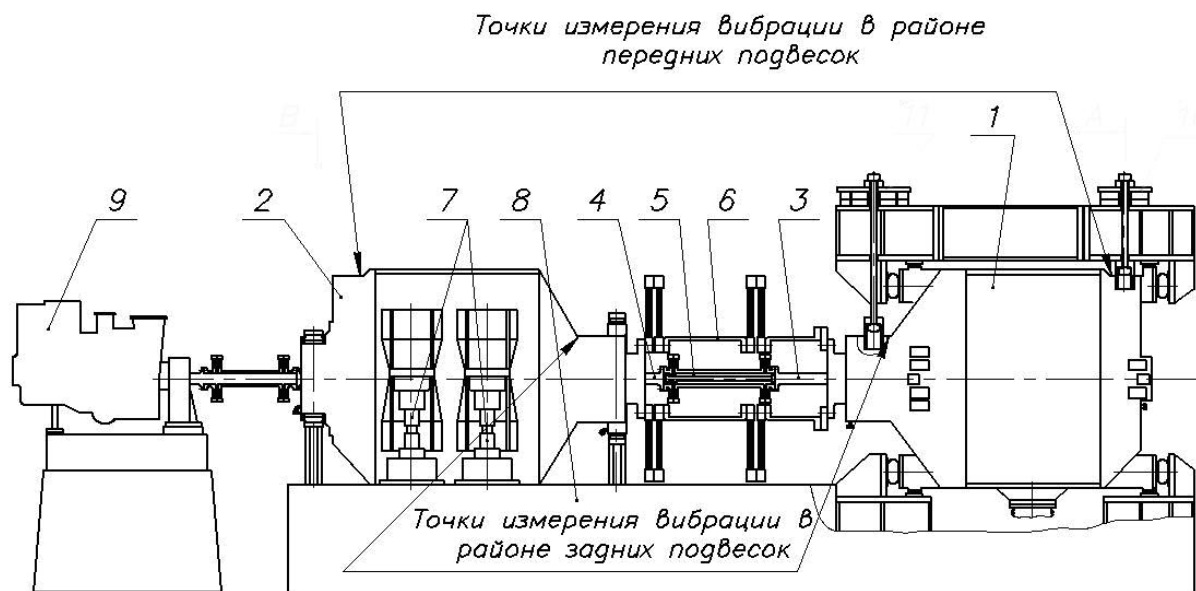 Точки измерения вибрации в районе
передних подвесок
1
9 2 7 8 4 5 6 3
Точки измерения вибрации в
районе задних подвесок